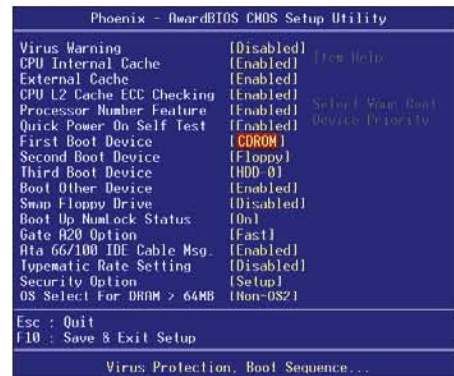 Phoenix - AwardBIOS CMOS Setup Utility
Virus Warning [Disabled]
CPU Internal Cache [Enabled]
External Cache [Enabled]
CPU L2 Cache ECC Checking [Enabled]
Processor Number Feature [Enabled]
Quick Power On Self Test [Enabled]
First Boot Device [CDROM]
Second Boot Device [Floppy]
Third Boot Device [HDD-0]
Boot Other Device [Enabled]
Swap Floppy Drive [Disabled]
Boot Up NumLock Status [On]
Gate A20 Option [Fast]
Ata 66/100 IDE Cable Msg. [Enabled]
Typematic Rate Setting [Disabled]
Security Option [Setup]
OS Select For DRAM > 64MB [Non-OS2]
Item Help
Select Your Boot
Device Priority
Esc : Quit
F10 : Save & Exit Setup
Virus Protection, Boot Sequence...